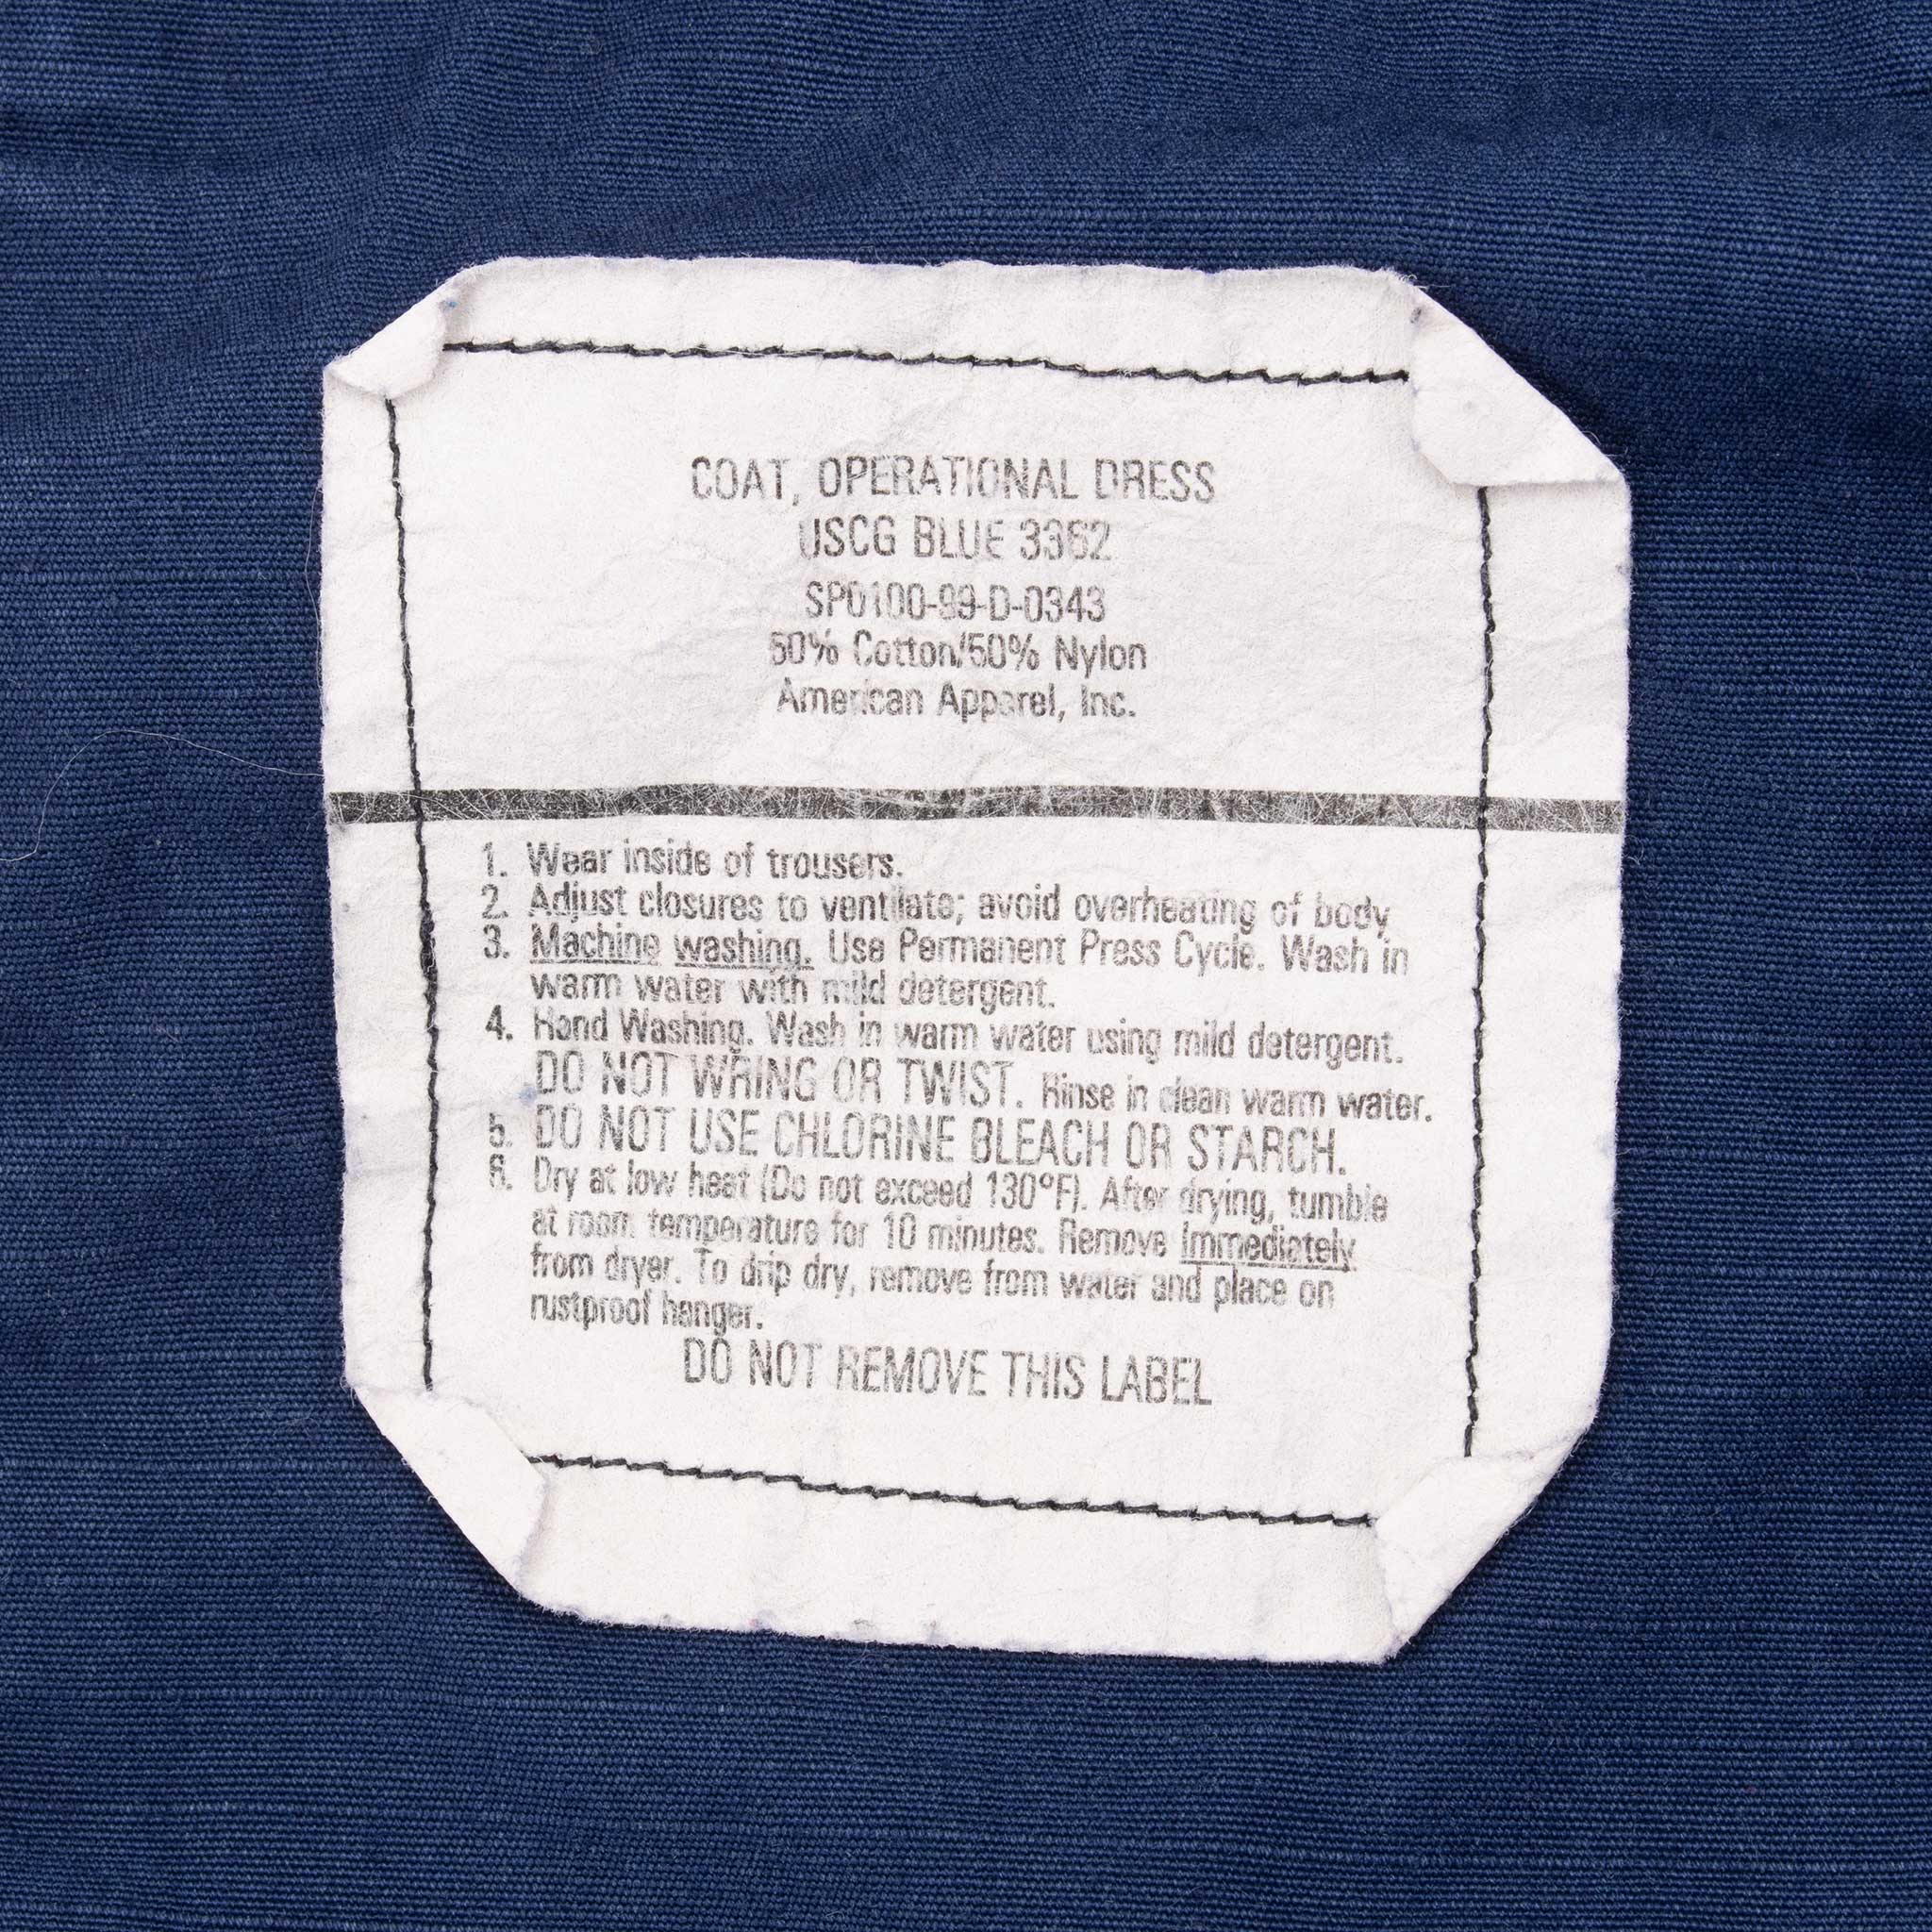 COAT, OPERATIONAL DRESS
USCG BLUE 3362
SP0100-99-D-0343
50% Cotton/50% Nylon
American Apparel, Inc.
1. Wear inside of trousers.
2. Adjust closures to ventilate; avoid overheating of body
3. Machine washing. Use Permanent Press Cycle. Wash in
warm water with mild detergent.
4. Hand Washing. Wash in warm water using mild detergent.
DO NOT WRING OR TWIST. Rinse in clean warm water.
5. DO NOT USE CHLORINE BLEACH OR STARCH.
6. Dry at low heat (Do not exceed 130°F). After drying, tumble
at room temperature for 10 minutes. Remove immediately
from dryer. To drip dry, remove from water and place on
rustproof hanger.
DO NOT REMOVE THIS LABEL